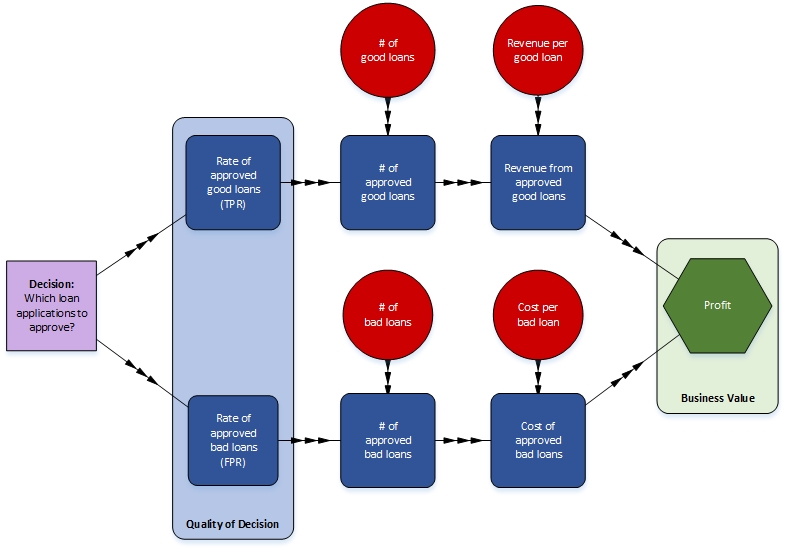 # of
good loans
Revenue per
good loan
Rate of
approved
good loans
(TPR)
# of
approved
good loans
Revenue from
approved
good loans
Decision:
Which loan
applications to
approve?
# of
bad loans
Cost per
bad loan
Profit
Business Value
Rate of
approved
bad loans
(FPR)
# of
approved
bad loans
Cost of
approved
bad loans
Quality of Decision